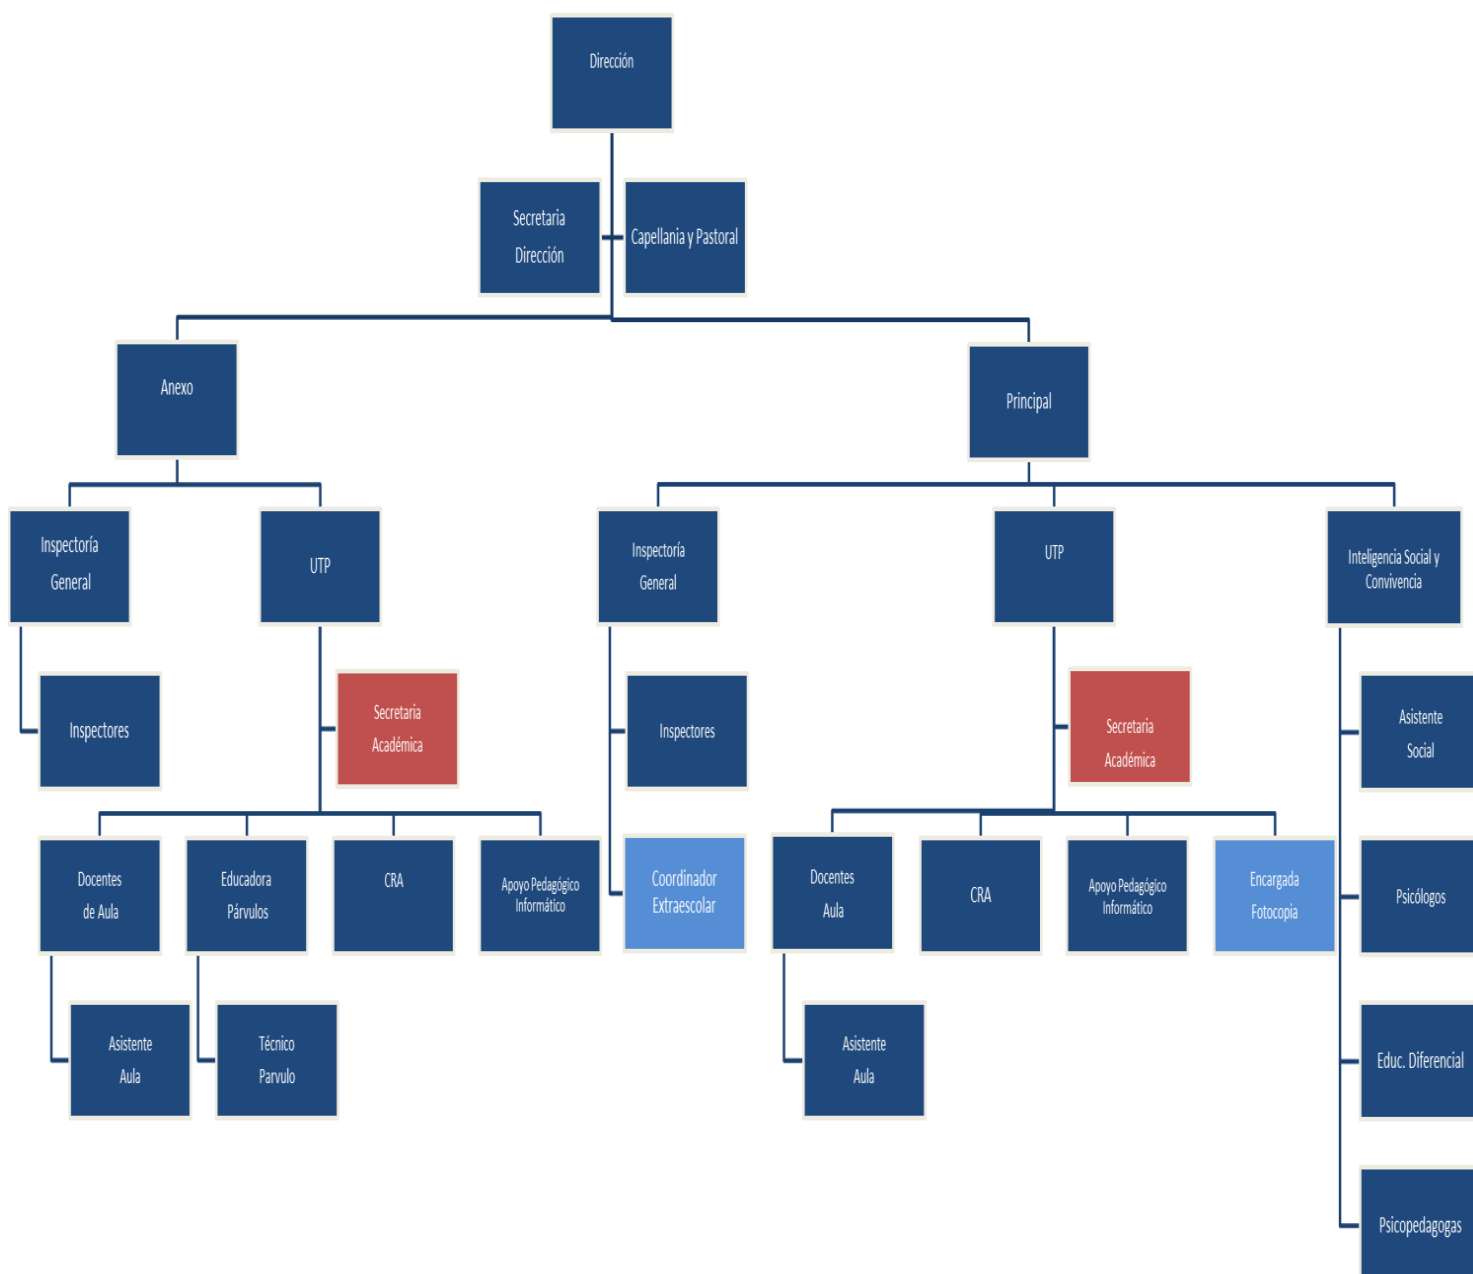 Dirección
Secretaria
Dirección
Capellania y Pastoral
Anexo
Principal
Inspectoría
General
UTP
Inspectoría
General
UTP
Inteligencia Social y
Convivencia
Inspectores
Secretaria
Académica
Inspectores
Secretaria
Académica
Asistente
Social
Docentes
de Aula
Educadora
Párvulos
CRA
Apoyo Pedagógico
Informático
Coordinador
Extraescolar
Docentes
Aula
CRA
Apoyo Pedagógico
Informático
Encargada
Fotocopia
Psicólogos
Asistente
Aula
Técnico
Parvulo
Asistente
Aula
Educ. Diferencial
Psicopedagogas